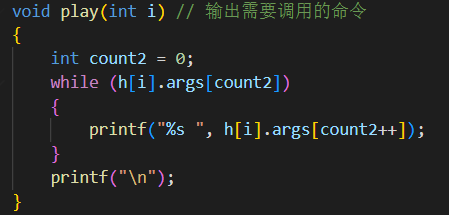 void play(int i) // 输出需要调用的命令
{
    int count2 = 0;
    while (h[i].args[count2])
    {
        printf("%s ", h[i].args[count2++]);
    }
    printf("\n");
}